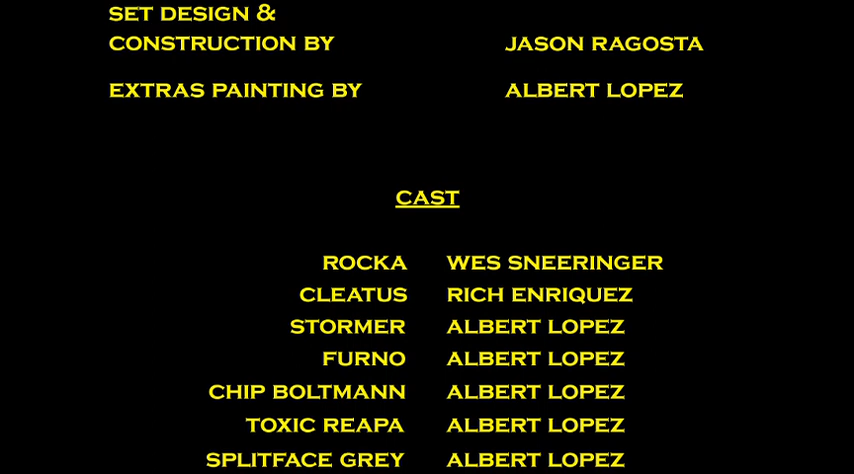 SET DESIGN &
CONSTRUCTION BY JASON RAGOSTA
EXTRAS PAINTING BY ALBERT LOPEZ
CAST
ROCKA WES SNEERINGER
CLEATUS RICH ENRIQUEZ
STORMER ALBERT LOPEZ
FURNO ALBERT LOPEZ
CHIP BOLTMANN ALBERT LOPEZ
TOXIC REAPA ALBERT LOPEZ
SPLITFACE GREY ALBERT LOPEZ